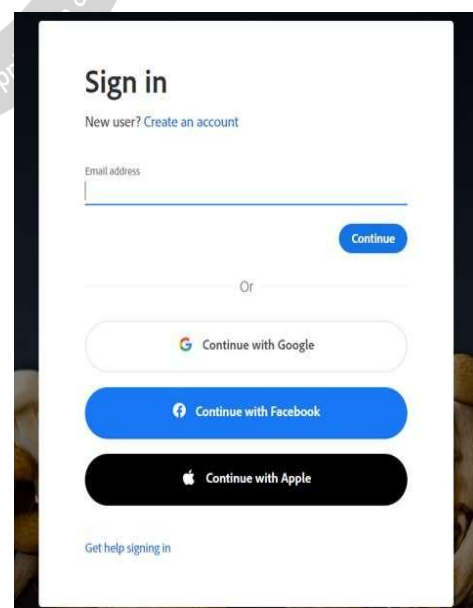 Sign in
New user? Create an account
Email address
Continue
Or
Continue with Google
Continue with Facebook
Continue with Apple
Get help signing in